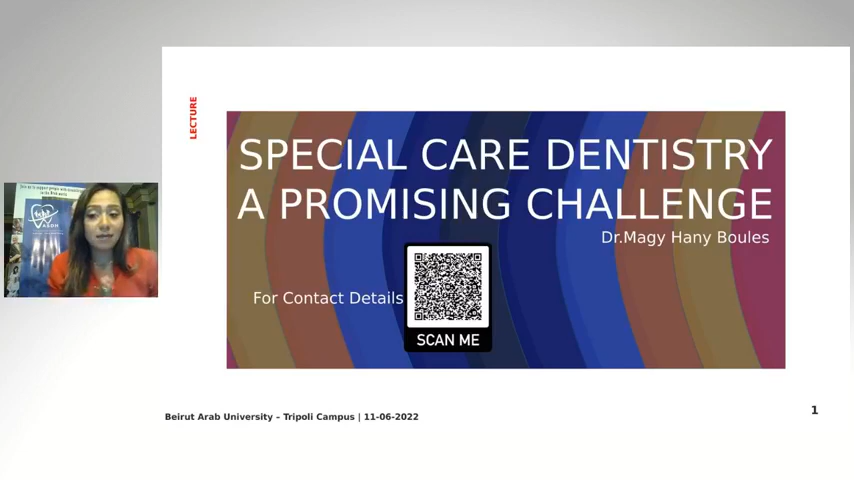 LECTURE
SPECIAL CARE DENTISTRY
A PROMISING CHALLENGE
Dr.Magy Hany Boules
For Contact Details
SCAN ME
Beirut Arab University – Tripoli Campus | 11-06-2022
1